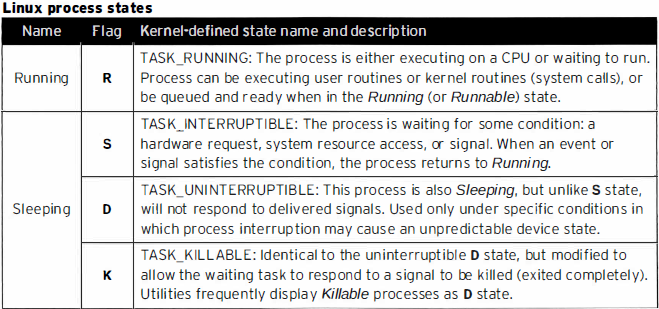 Linux process states
Name Flag Kernel-defined state name and description
TASK_RUNNING: The process is either executing on a CPU or waiting to run.
Running R Process can be executing user routines or kernel routines (system calls), or
be queued and ready when in the Running (or Runnable) state.
TASK_INTERRUPTIBLE: The process is waiting for some condition: a
S hardware request, system resource access, or signal. When an event or
signal satisfies the condition, the process returns to Running.
TASK_UNINTERRUPTIBLE: This process is also Sleeping, but unlike S state,
Sleeping D will not respond to delivered signals. Used only under specific conditions in
which process interruption may cause an unpredictable device state.
TASK_KILLABLE: Identical to the uninterruptible D state, but modified to
K allow the waiting task to respond to a signal to be killed (exited completely).
Utilities frequently display Killable processes as D state.